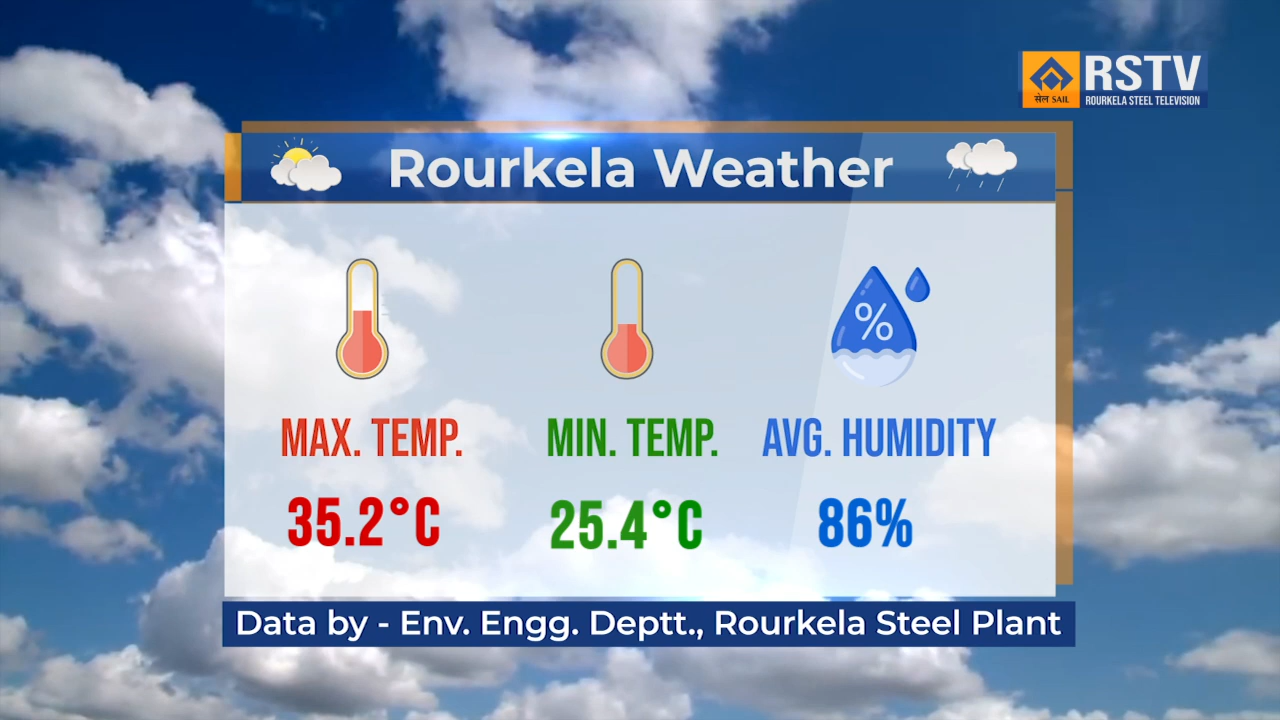 सेल SAIL
RSTV
ROURKELA STEEL TELEVISION
Rourkela Weather
%
MAX. TEMP.
MIN. TEMP.
AVG. HUMIDITY
35.2°C
25.4°C
86%
Data by - Env. Engg. Deptt., Rourkela Steel Plant